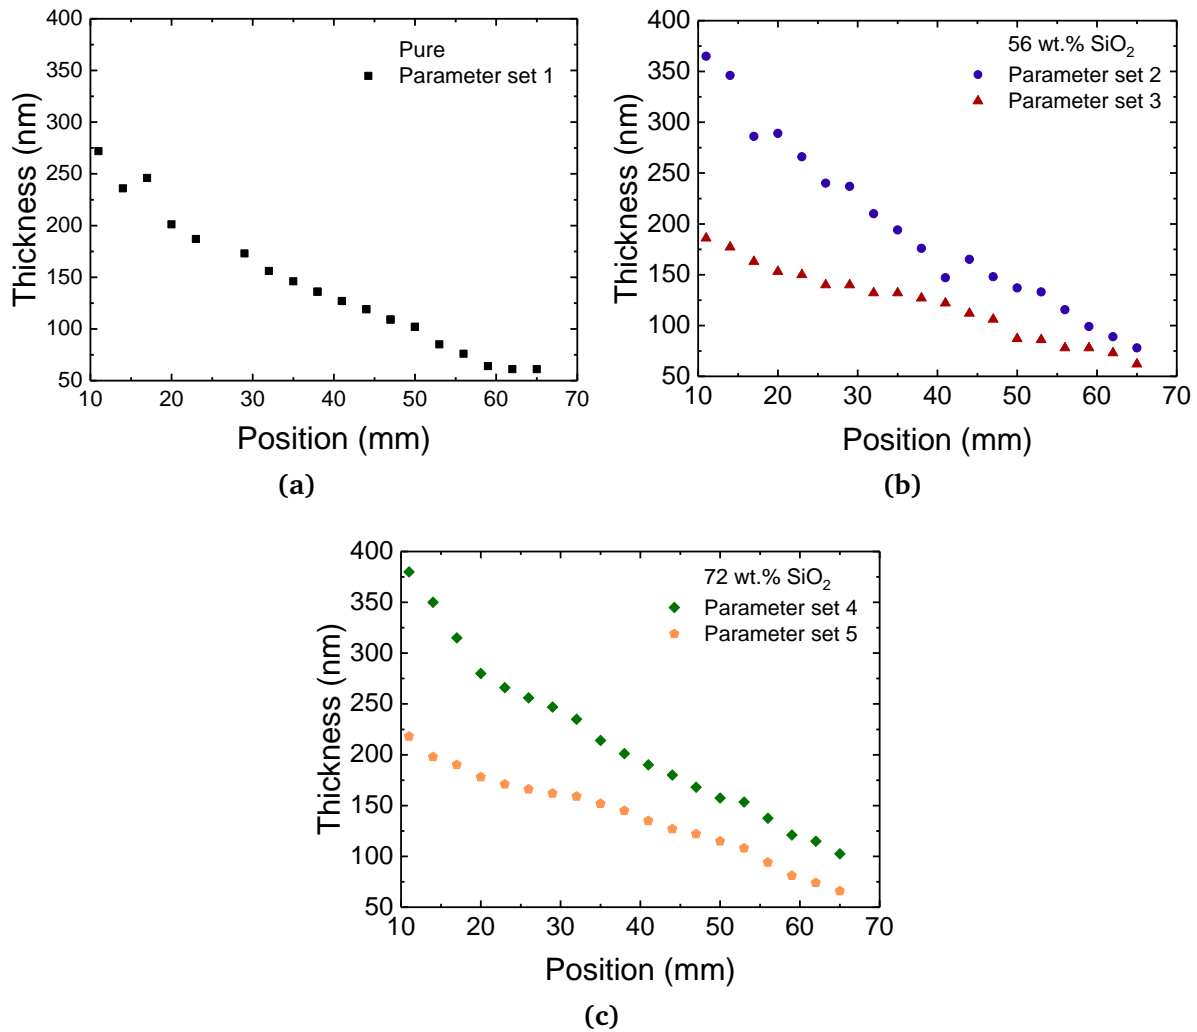 400
350
300
250
200
150
100
50
10 20 30 40 50 60 70
Thickness (nm)
Position (mm)
Pure
Parameter set 1
(a)
400
350
300
250
200
150
100
50
10 20 30 40 50 60 70
Thickness (nm)
Position (mm)
56 wt.% SiO₂
Parameter set 2
Parameter set 3
(b)
400
350
300
250
200
150
100
50
10 20 30 40 50 60 70
Thickness (nm)
Position (mm)
72 wt.% SiO₂
Parameter set 4
Parameter set 5
(c)